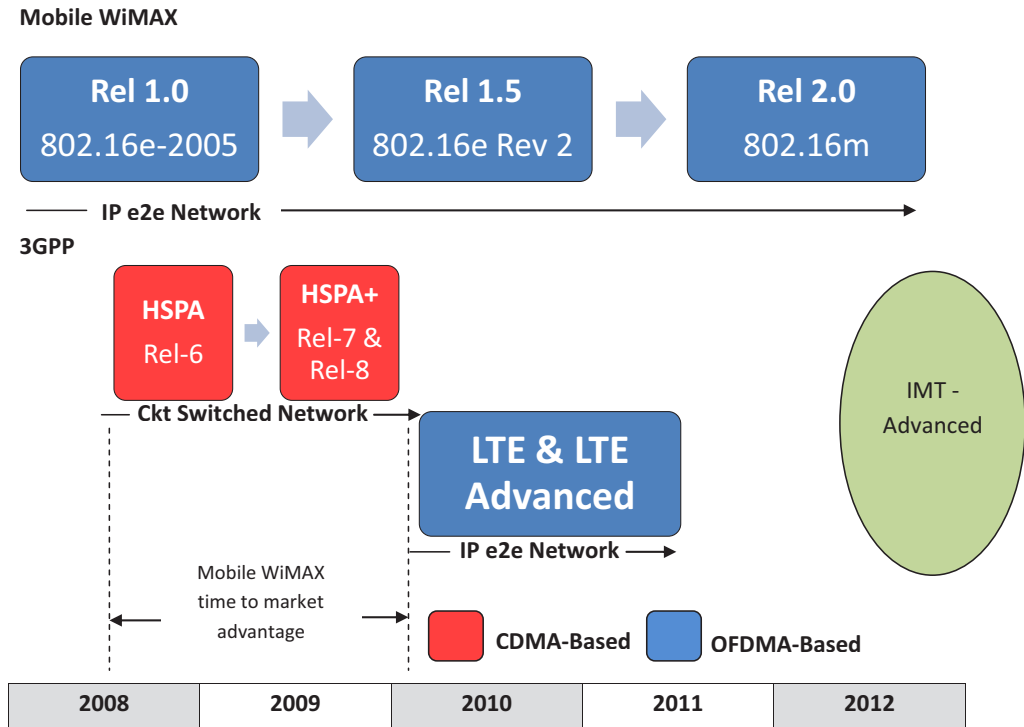 Mobile WiMAX
Rel 1.0
802.16e-2005
Rel 1.5
802.16e Rev 2
Rel 2.0
802.16m
IP e2e Network
3GPP
HSPA
Rel-6
HSPA+
Rel-7 &
Rel-8
Ckt Switched Network
LTE & LTE
Advanced
IP e2e Network
IMT -
Advanced
Mobile WiMAX
time to market
advantage
CDMA-Based
OFDMA-Based
2008
2009
2010
2011
2012